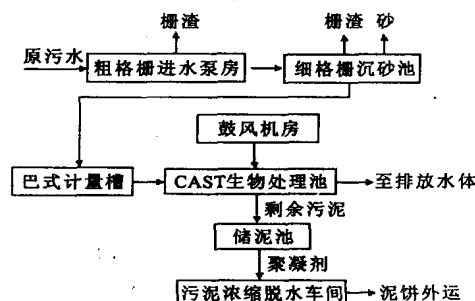 栅渣
栅渣 砂
原污水
粗格栅进水泵房
细格栅沉砂池
鼓风机房
巴式计量槽
CAST生物处理池
至排放水体
剩余污泥
储泥池
聚凝剂
污泥浓缩脱水车间
泥饼外运